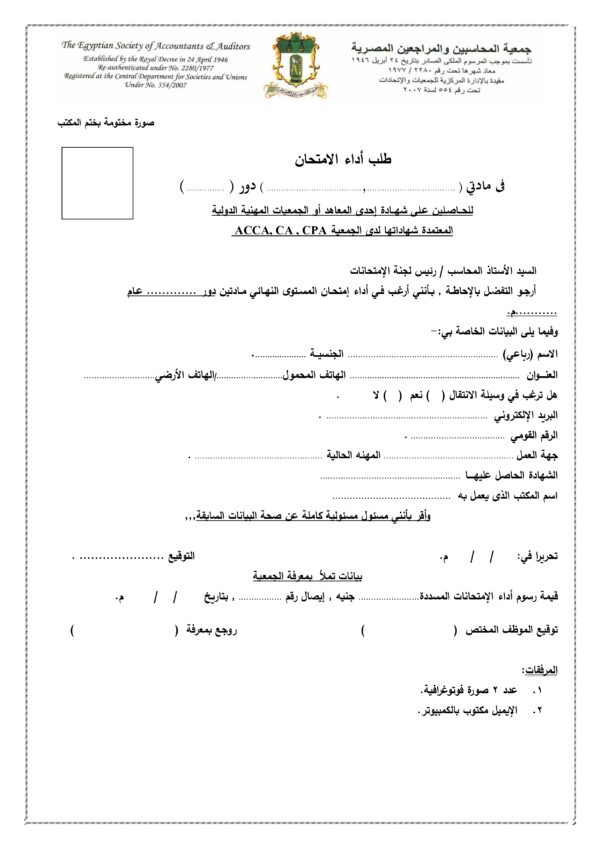 The Egyptian Society of Accountants & Auditors
Established by the Royal Decree in 24 April 1946
Re-authenticated under No. 2280/1977
Registered at the Central Department for Societies and Unions
Under No. 554/2007
جمعية المحاسبين والمراجعين المصرية
تأسست بموجب المرسوم الملكى الصادر بتاريخ ٢٤ أبريل ١٩٤٦
معاد شهرها تحت رقم ٢٢٨٠ / ١٩٧٧
مقيدة بالإدارة المركزية للجمعيات والإتحادات
تحت رقم ٥٥٤ لسنة ٢٠٠٧
صورة مختومة بختم المكتب
طلب أداء الامتحان
فى مادتي ( ..................................,................................... ) دور ( .............. )
للحاصلين على شهادة إحدى المعاهد أو الجمعيات المهنية الدولية
المعتمدة شهاداتها لدى الجمعية ACCA, CA , CPA
السيد الأستاذ المحاسب / رئيس لجنة الإمتحانات
أرجو التفضل بالإحاطة , بأنني أرغب في أداء إمتحان المستوى النهائي مادتين دور ............. عام
...........م.
وفيما يلى البيانات الخاصة بي:-
الاسم (رباعي) ............................................................ الجنسية .................... .
العنوان .................................................................. الهاتف المحمول........................../الهاتف الأرضي............................
هل ترغب في وسيلة الانتقال ( ) نعم ( ) لا .
البريد الإلكتروني ................................................................ .
الرقم القومي ..................................... .
جهة العمل .................................................. المهنه الحالية .................................................. .
الشهادة الحاصل عليها .......................................................
اسم المكتب الذى يعمل به ........................................
وأقر بأنني مسئول مسئولية كاملة عن صحة البيانات السابقة,,,
تحريرا في: / / م. التوقيع ...................... .
بيانات تملأ بمعرفة الجمعية
قيمة رسوم أداء الإمتحانات المسددة........................ جنيه , إيصال رقم ................. , بتاريخ / / م.
توقيع الموظف المختص ( ) روجع بمعرفة ( )
المرفقات:
١. عدد ٢ صورة فوتوغرافية.
٢. الإيميل مكتوب بالكمبيوتر.